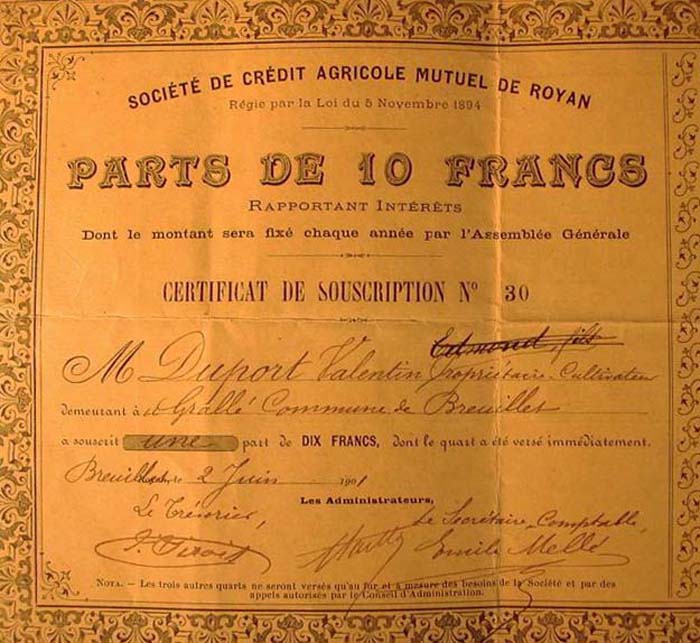 SOCIÉTÉ DE CRÉDIT AGRICOLE MUTUEL DE ROYAN
Régie par la Loi du 5 Novembre 1894
PARTS DE 10 FRANCS
RAPPORTANT INTÉRÊTS
Dont le montant sera fixé chaque année par l'Assemblée Générale
CERTIFICAT DE SOUSCRIPTION N° 30
Edmond fils
M Duport Valentin propriétaire-Cultivateur
demeurant à Grallé Commune de Breuillet
a souscrit une part de DIX FRANCS, dont le quart a été versé immédiatement.
Breuillet, le 2 Juin 1901
Les Administrateurs,
Le Trésorier, Le Secrétaire Comptable,
Emile Mellé
NOTA. — Les trois autres quarts ne seront versés qu'au fur et à mesure des besoins de la Société et par des
appels autorisés par le Conseil d'Administration.